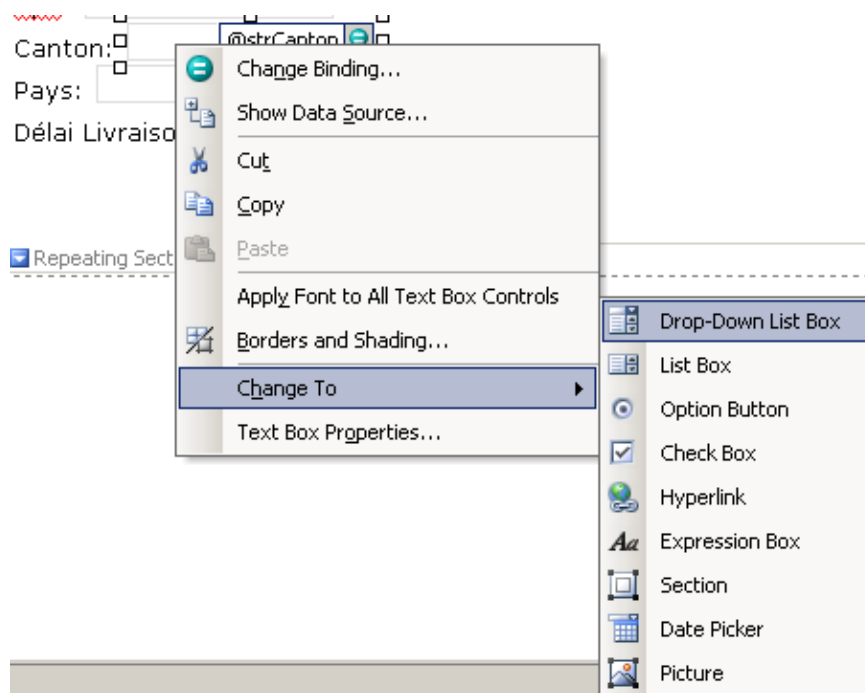 Canton:
@strCanton
Pays:
Délai Livraiso
Repeating Sect
Change Binding...
Show Data Source...
Cut
Copy
Paste
Apply Font to All Text Box Controls
Borders and Shading...
Change To
Text Box Properties...
Drop-Down List Box
List Box
Option Button
Check Box
Hyperlink
Aa Expression Box
Section
Date Picker
Picture